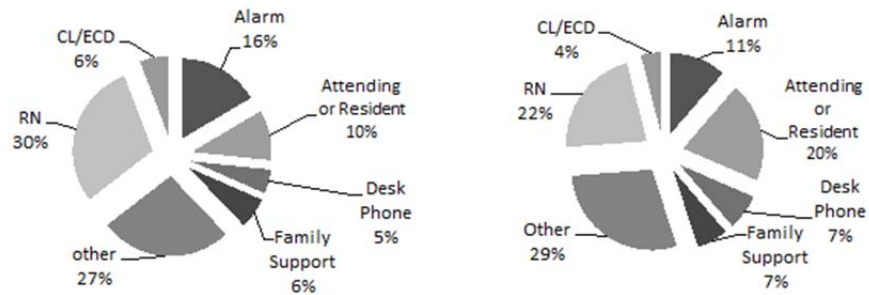 CL/ECD
6%
Alarm
16%
Attending
or Resident
10%
Desk
Phone
5%
Family
Support
6%
other
27%
RN
30%
CL/ECD
4%
Alarm
11%
Attending
or
Resident
20%
Desk
Phone
7%
Family
Support
7%
Other
29%
RN
22%